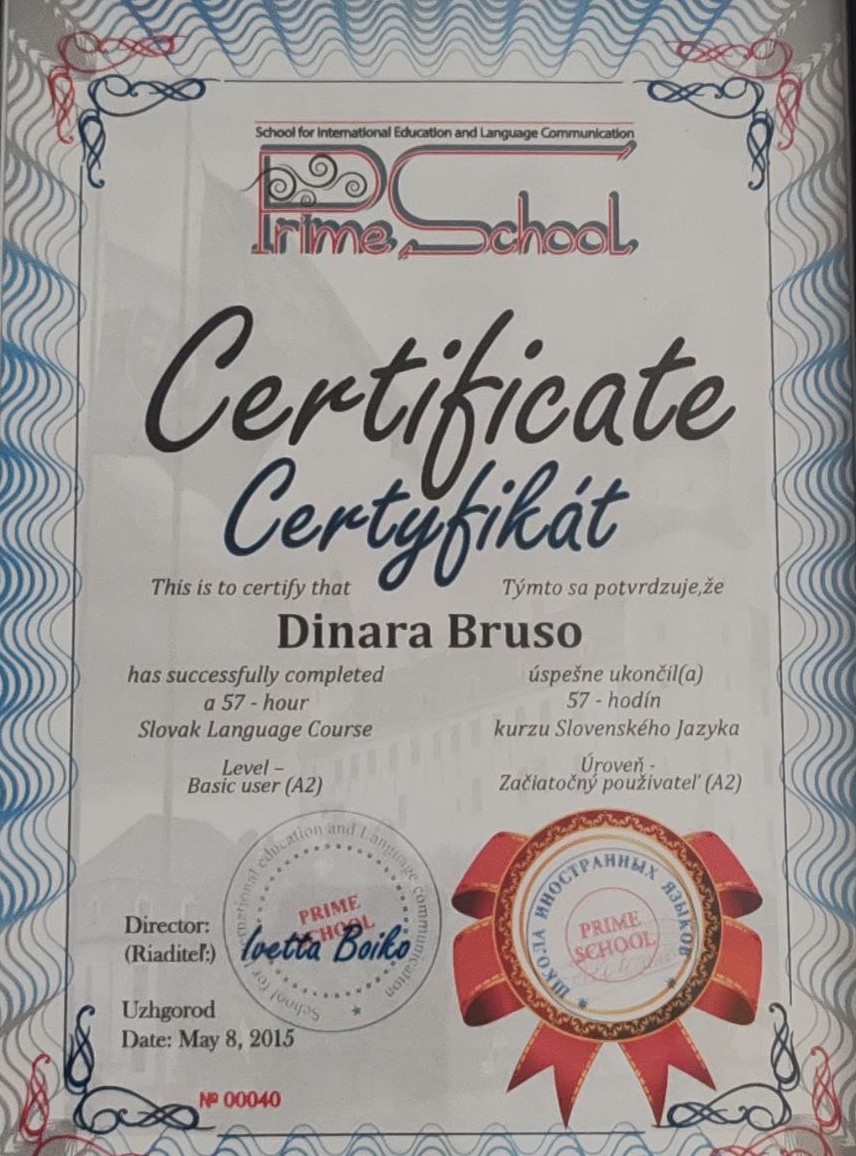 School for International Education and Language Communication
Prime School
Certificate
Certyfikát
This is to certify that
Týmto sa potvrdzuje,že
Dinara Bruso
has successfully completed
a 57 - hour
Slovak Language Course
úspešne ukončil(a)
57 - hodín
kurzu Slovenského Jazyka
Level –
Basic user (A2)
Úroveň -
Začiatočný používateľ (A2)
School for International education and Language communication
PRIME
SCHOOL
Director:
(Riaditeľ:)
Ivetta Boiko
ШКОЛА ИНОСТРАННЫХ ЯЗЫКОВ
PRIME
SCHOOL
Uzhgorod
Date: May 8, 2015
№ 00040